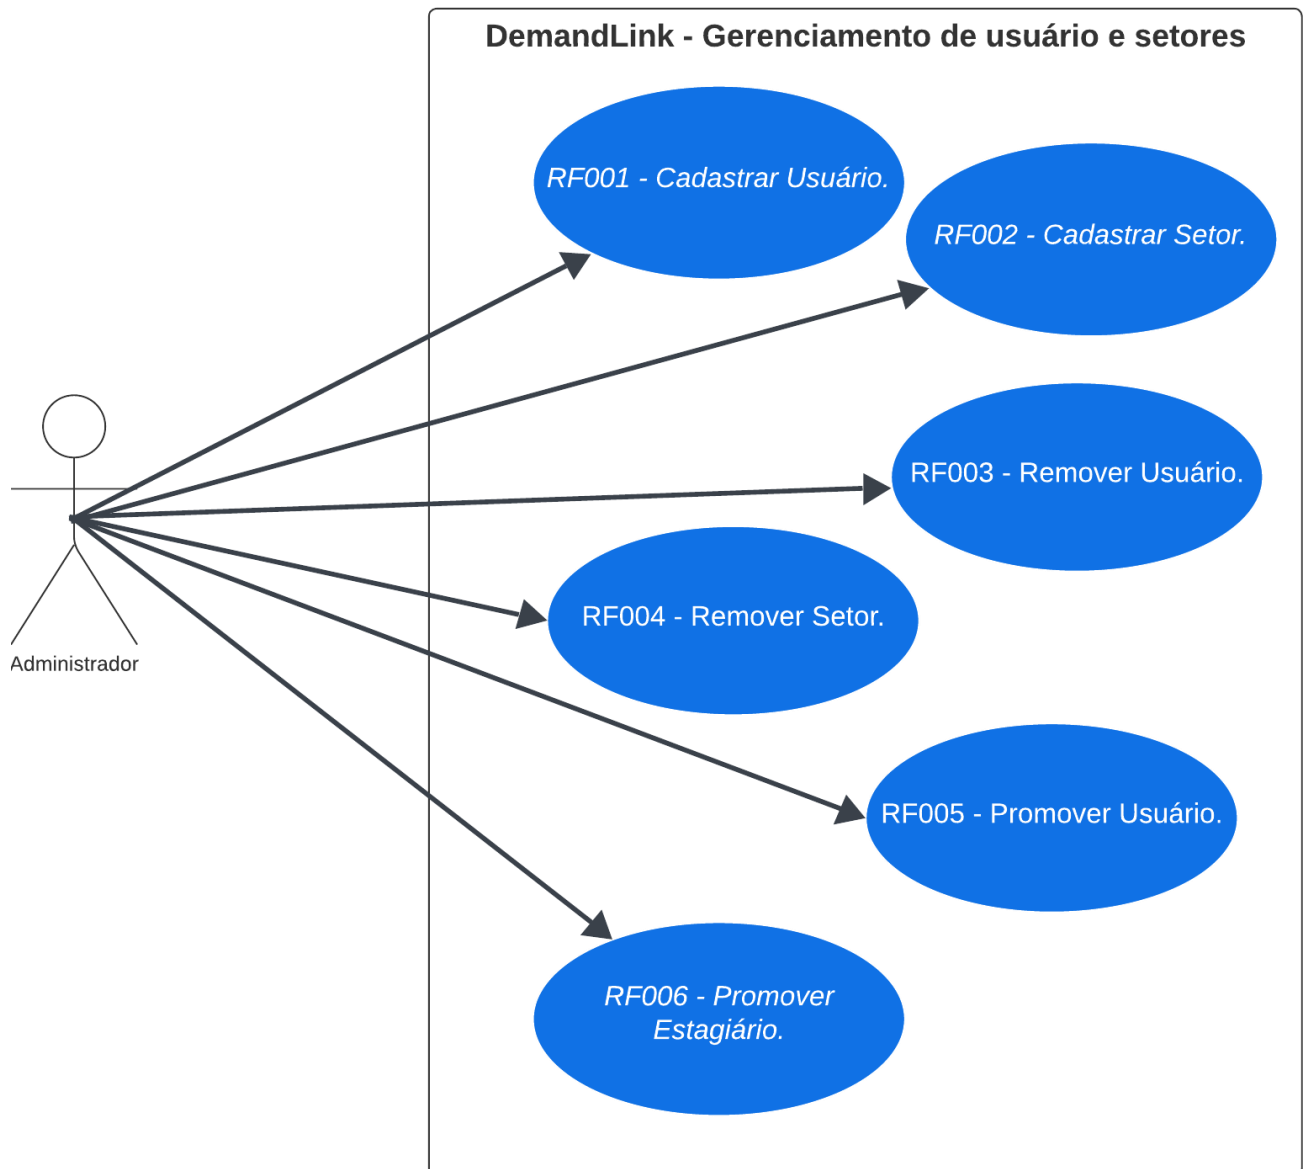 DemandLink - Gerenciamento de usuário e setores
RF001 - Cadastrar Usuário.
RF002 - Cadastrar Setor.
RF003 - Remover Usuário.
RF004 - Remover Setor.
Administrador
RF005 - Promover Usuário.
RF006 - Promover
Estagiário.